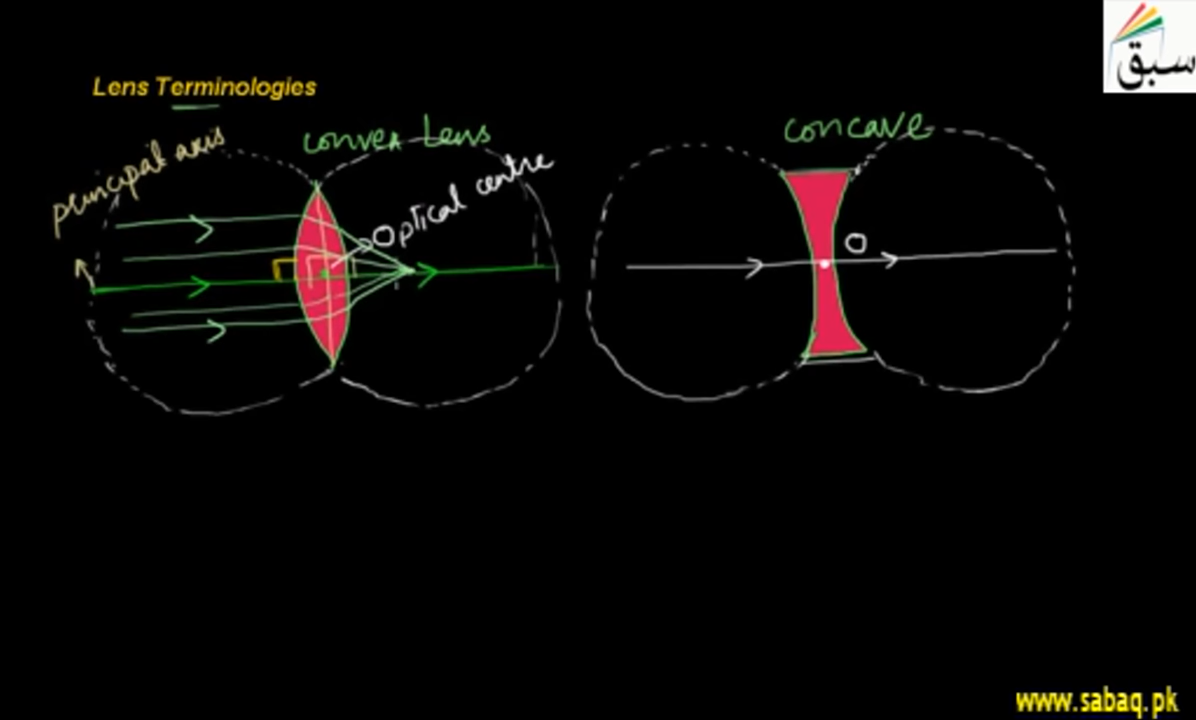 سبق
Lens Terminologies
principal axis
convex Lens
Optical centre
concave
O
www.sabaq.pk